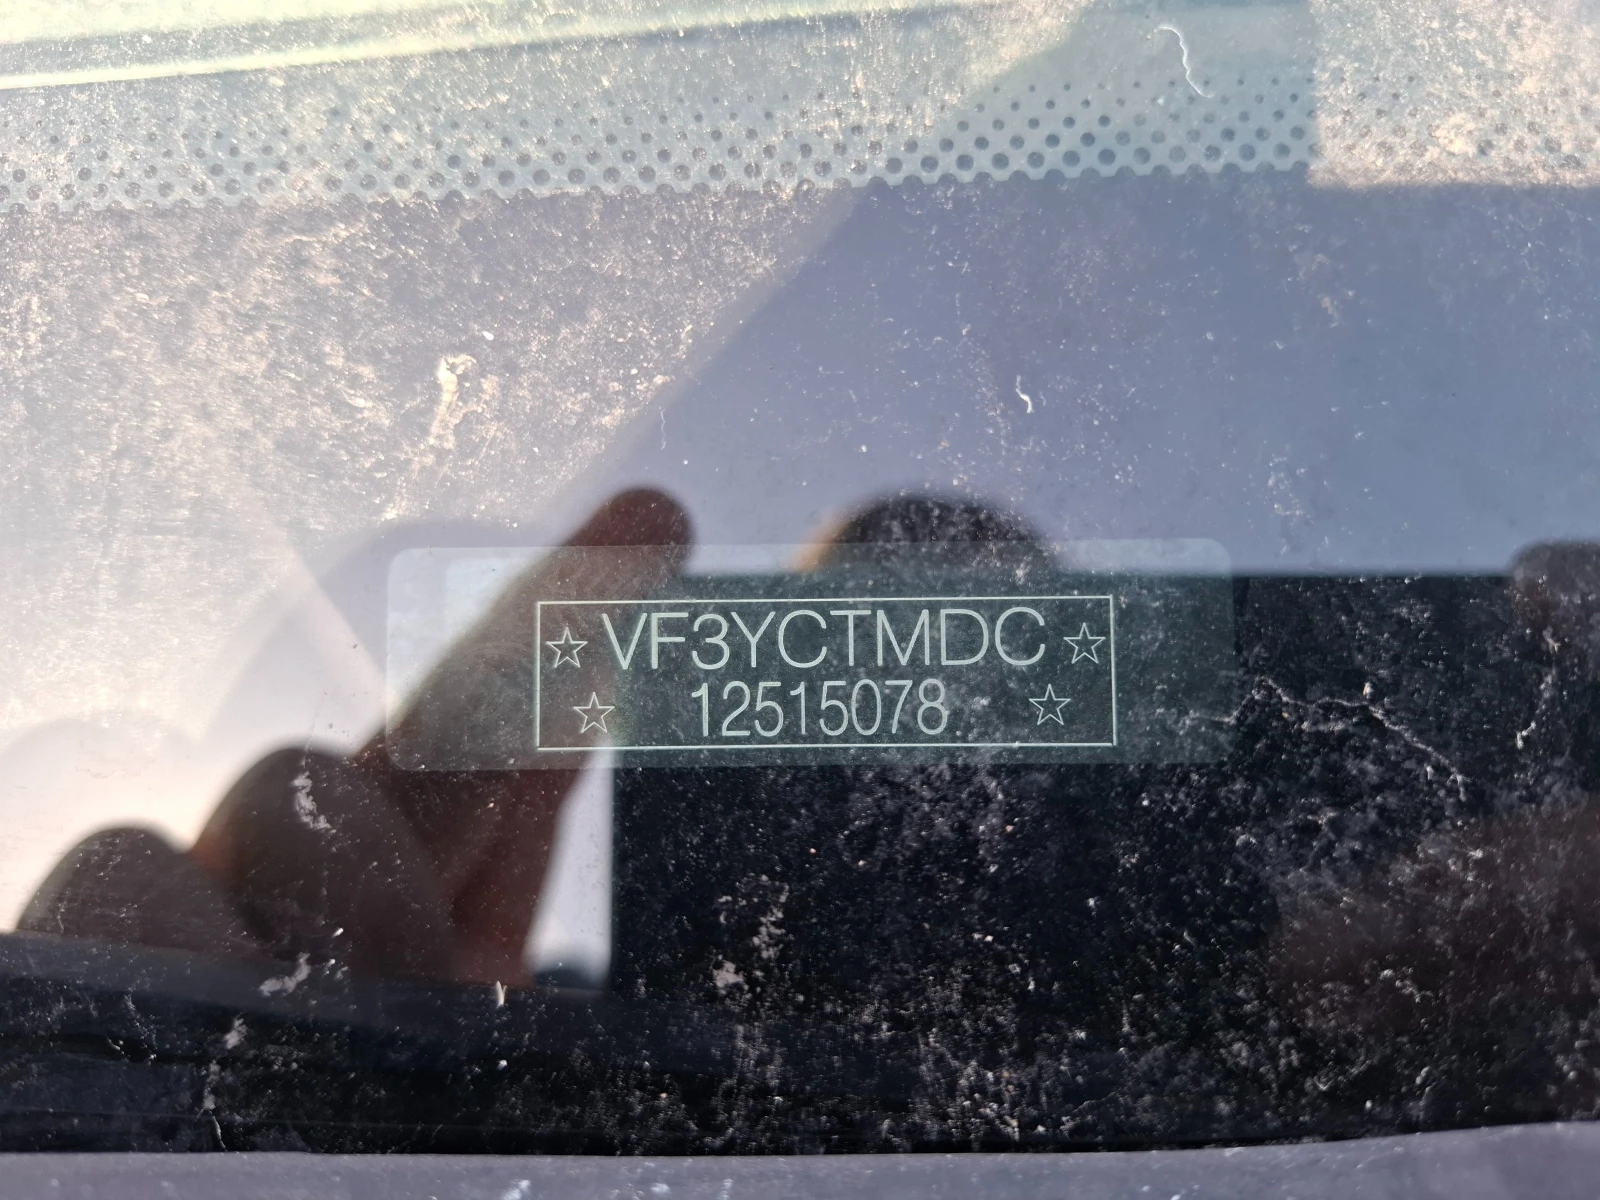 ☆ VF3YCTMDC ☆
☆ 12515078 ☆